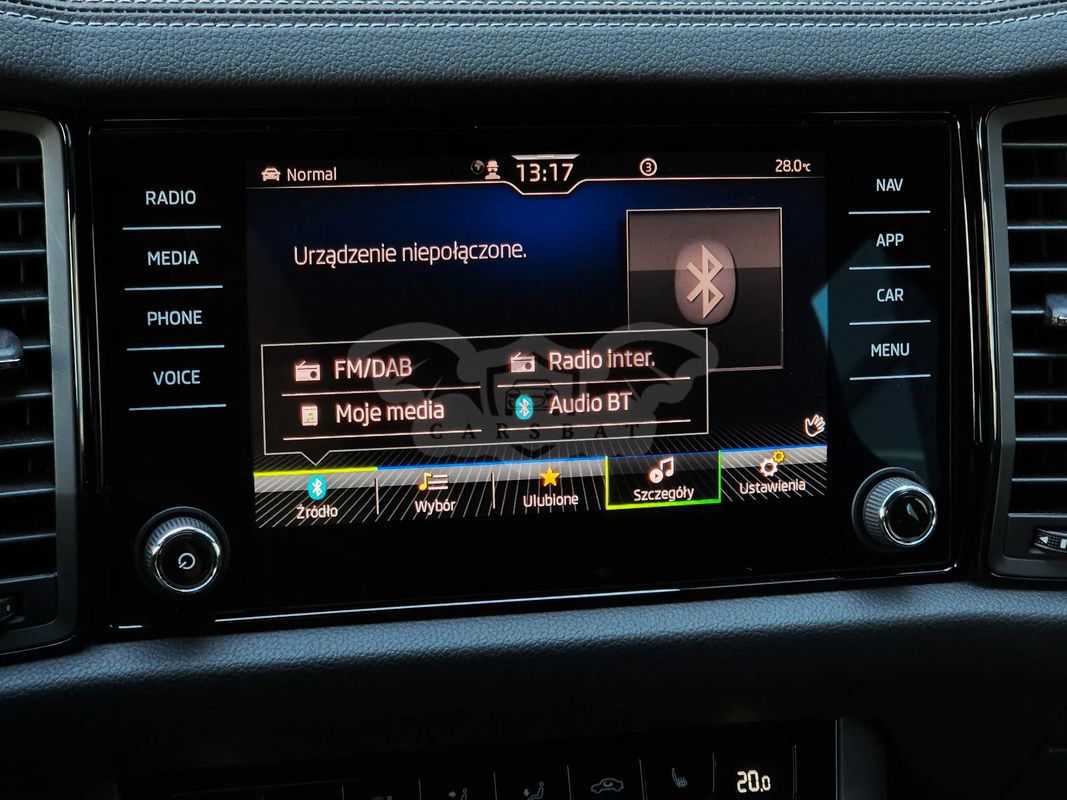 Normal
13:17
3
28.0°C
RADIO
MEDIA
PHONE
VOICE
NAV
APP
CAR
MENU
Urządzenie niepołączone.
FM/DAB
Radio inter.
Moje media
Audio BT
CARSBAT
Źródło
Wybór
Ulubione
Szczegóły
Ustawienia
20.0